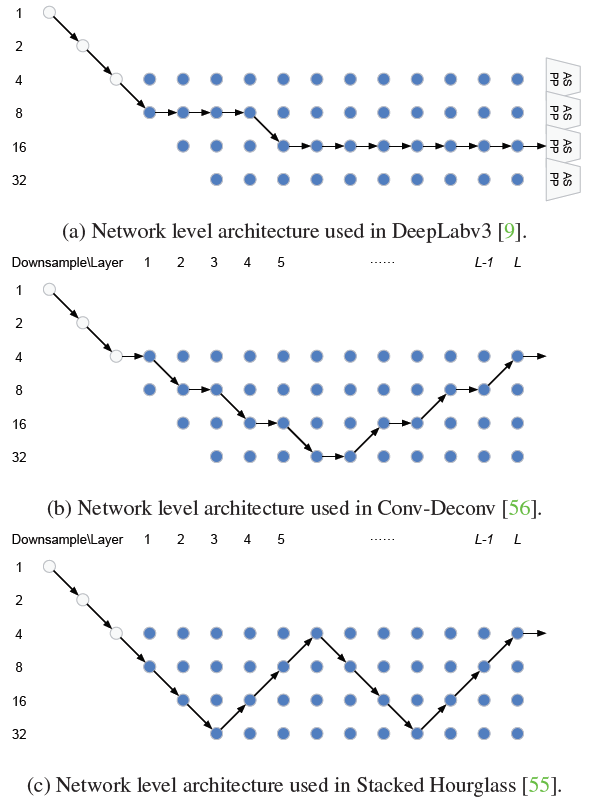 1
2
4
8
16
32
AS
PP
AS
PP
AS
PP
AS
PP
(a) Network level architecture used in DeepLabv3 [9].
Downsample\Layer 1 2 3 4 5 ...... L-1 L
1
2
4
8
16
32
(b) Network level architecture used in Conv-Deconv [56].
Downsample\Layer 1 2 3 4 5 ...... L-1 L
1
2
4
8
16
32
(c) Network level architecture used in Stacked Hourglass [55].